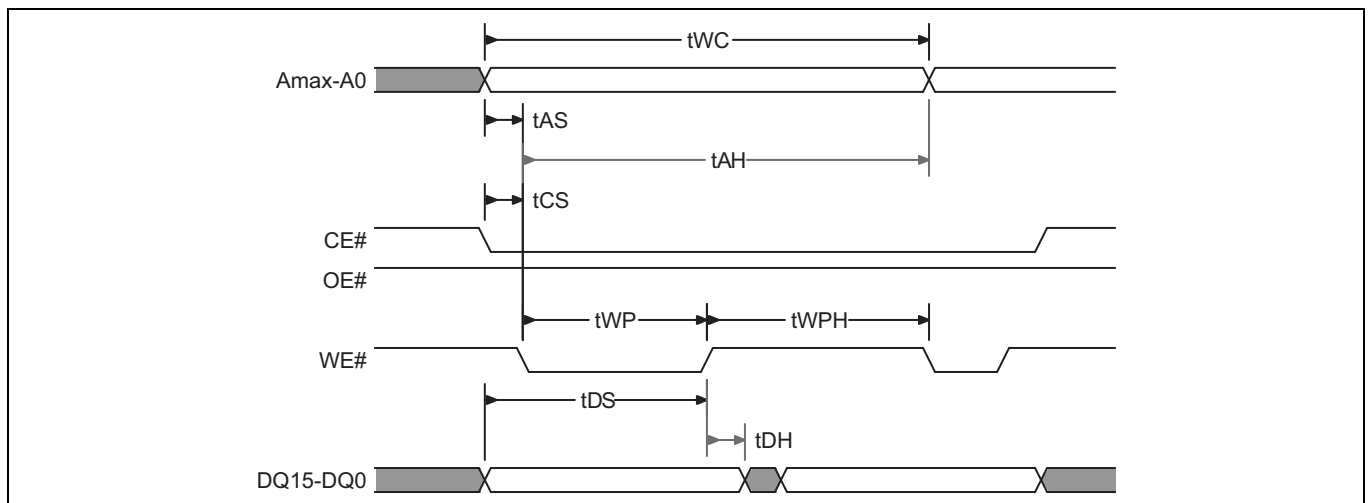 tWC
Amax-A0
tAS
tAH
tCS
CE#
OE#
tWP
tWPH
WE#
tDS
tDH
DQ15-DQ0